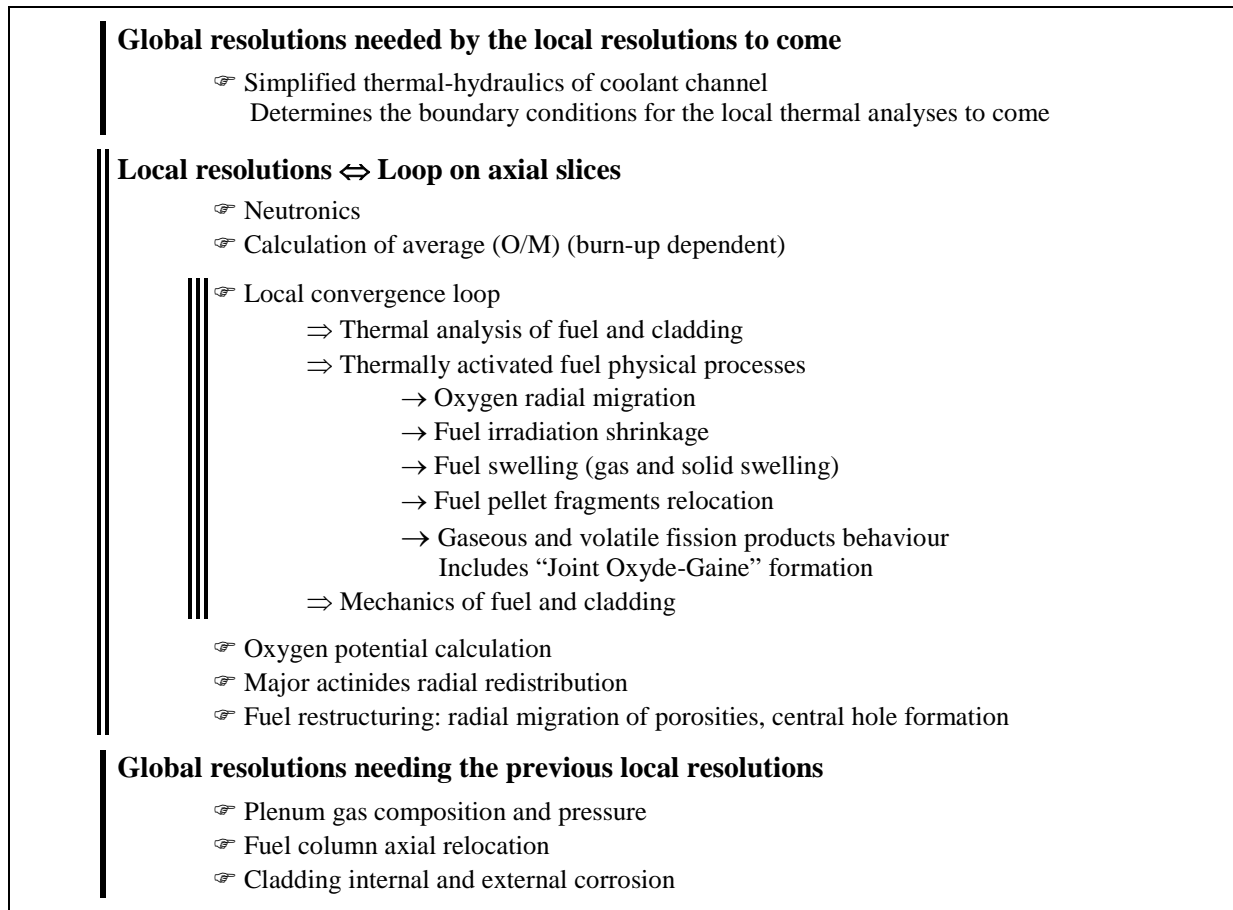 Global resolutions needed by the local resolutions to come
☞ Simplified thermal-hydraulics of coolant channel
Determines the boundary conditions for the local thermal analyses to come
Local resolutions ⇔ Loop on axial slices
☞ Neutronics
☞ Calculation of average (O/M) (burn-up dependent)
☞ Local convergence loop
⇒ Thermal analysis of fuel and cladding
⇒ Thermally activated fuel physical processes
→ Oxygen radial migration
→ Fuel irradiation shrinkage
→ Fuel swelling (gas and solid swelling)
→ Fuel pellet fragments relocation
→ Gaseous and volatile fission products behaviour
Includes “Joint Oxyde-Gaine” formation
⇒ Mechanics of fuel and cladding
☞ Oxygen potential calculation
☞ Major actinides radial redistribution
☞ Fuel restructuring: radial migration of porosities, central hole formation
Global resolutions needing the previous local resolutions
☞ Plenum gas composition and pressure
☞ Fuel column axial relocation
☞ Cladding internal and external corrosion